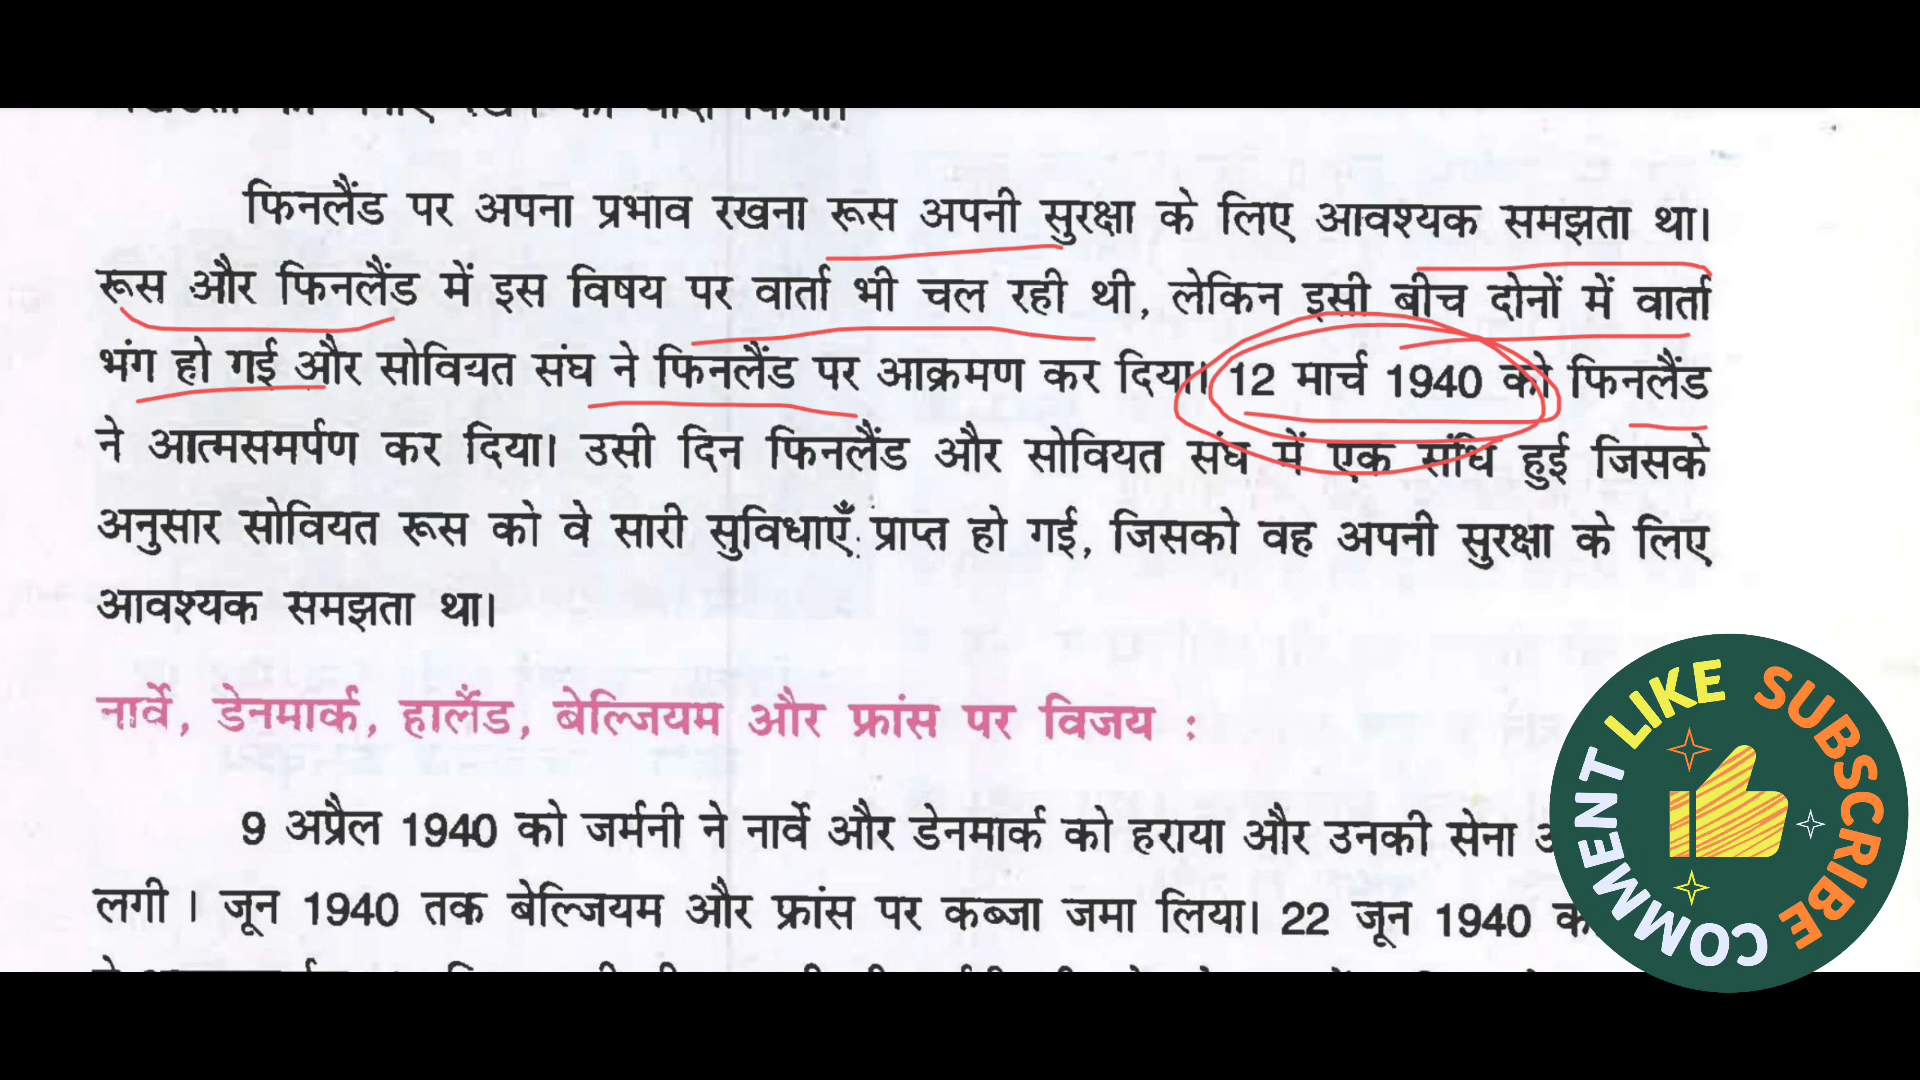 फिनलैंड पर अपना प्रभाव रखना रूस अपनी सुरक्षा के लिए आवश्यक समझता था।
रूस और फिनलैंड में इस विषय पर वार्ता भी चल रही थी, लेकिन इसी बीच दोनों में वार्ता
भंग हो गई और सोवियत संघ ने फिनलैंड पर आक्रमण कर दिया। 12 मार्च 1940 को फिनलैंड
ने आत्मसमर्पण कर दिया। उसी दिन फिनलैंड और सोवियत संघ में एक संधि हुई जिसके
अनुसार सोवियत रूस को वे सारी सुविधाएँ प्राप्त हो गई, जिसको वह अपनी सुरक्षा के लिए
आवश्यक समझता था।
नार्वे, डेनमार्क, हालैंड, बेल्जियम और फ्रांस पर विजय :
9 अप्रैल 1940 को जर्मनी ने नार्वे और डेनमार्क को हराया और उनकी सेना
लगी । जून 1940 तक बेल्जियम और फ्रांस पर कब्जा जमा लिया। 22 जून 1940
COMMENT LIKE SUBSCRIBE